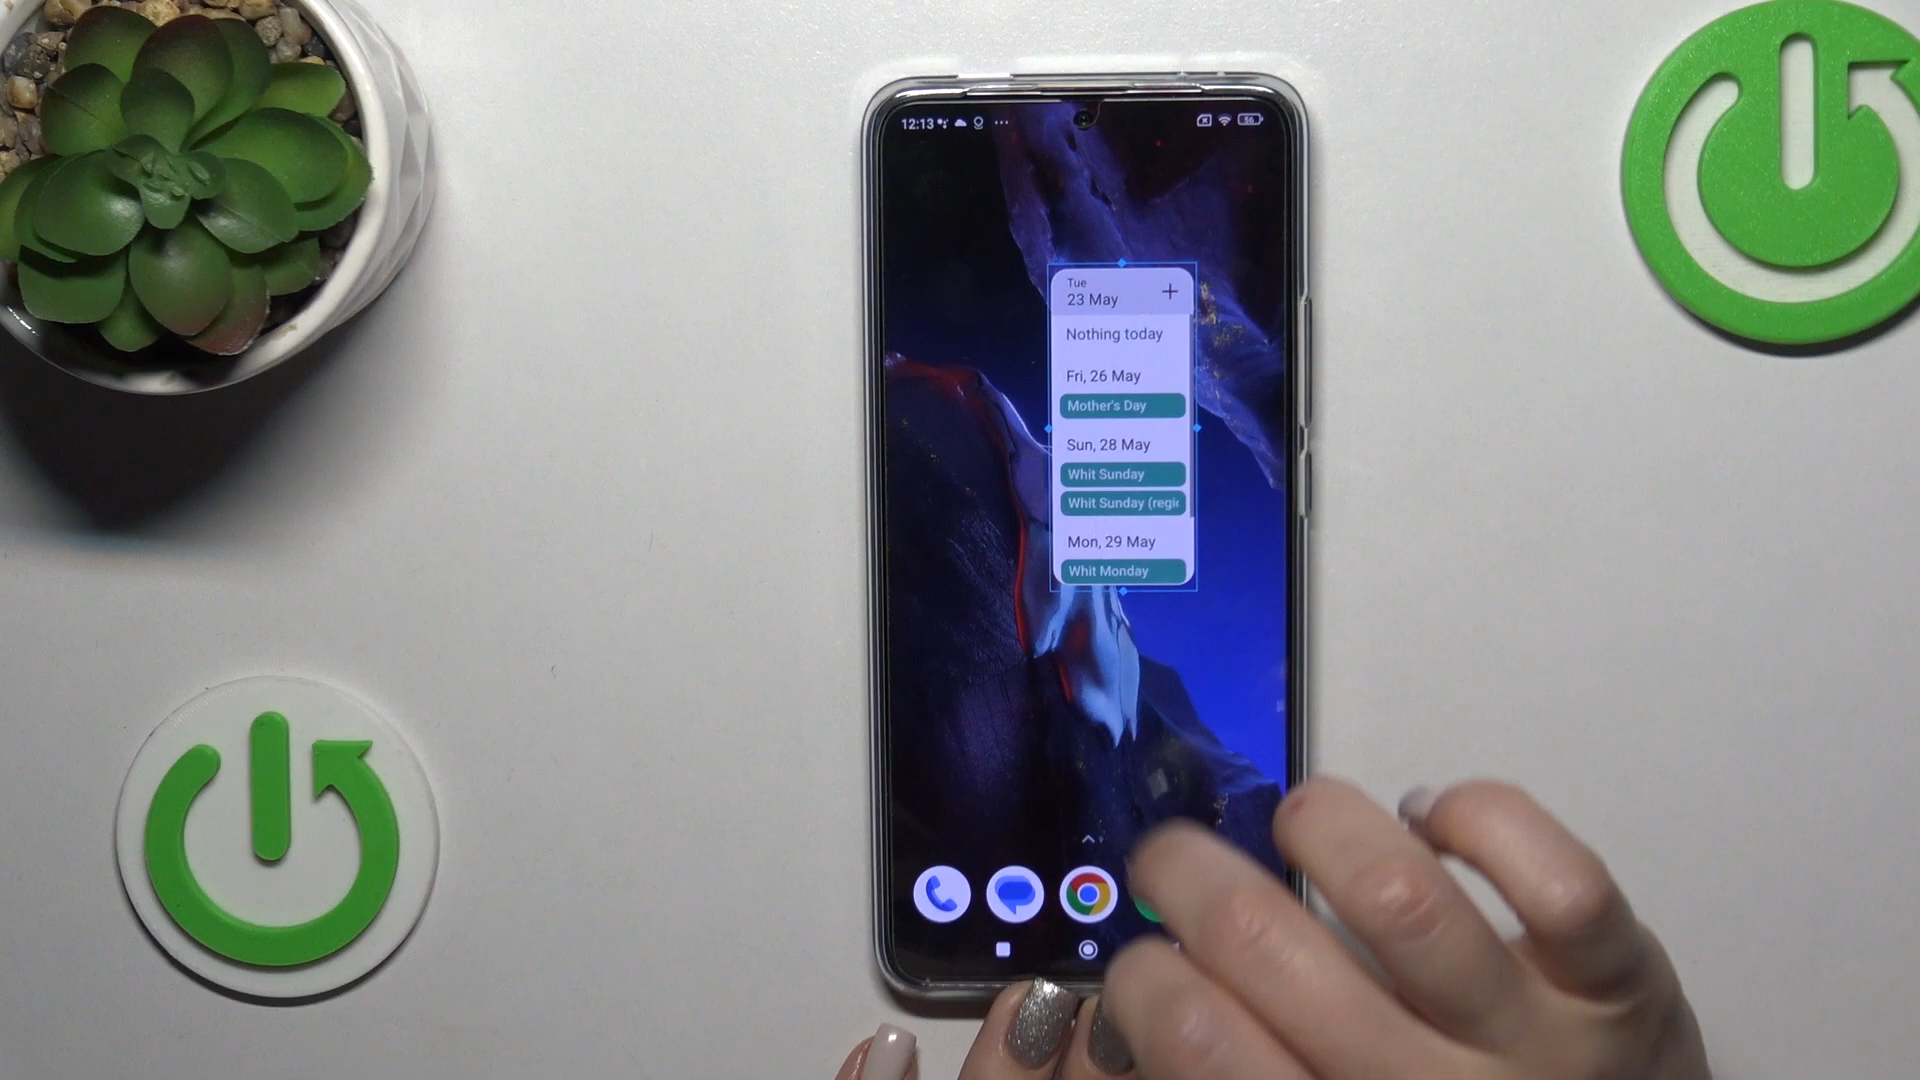 12:13
56
Tue
23 May
Nothing today
Fri, 26 May
Mother's Day
Sun, 28 May
Whit Sunday
Whit Sunday (regi
Mon, 29 May
Whit Monday